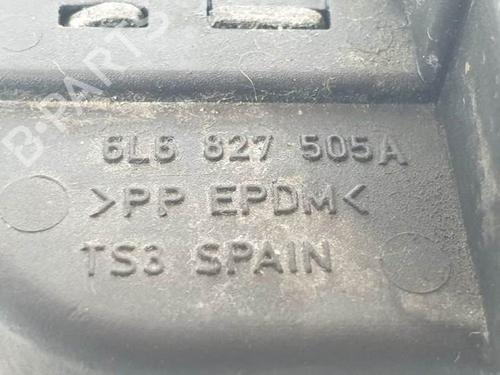 B-PARTS
6L6 827 505A
>PP EPDM<
TS3 SPAIN